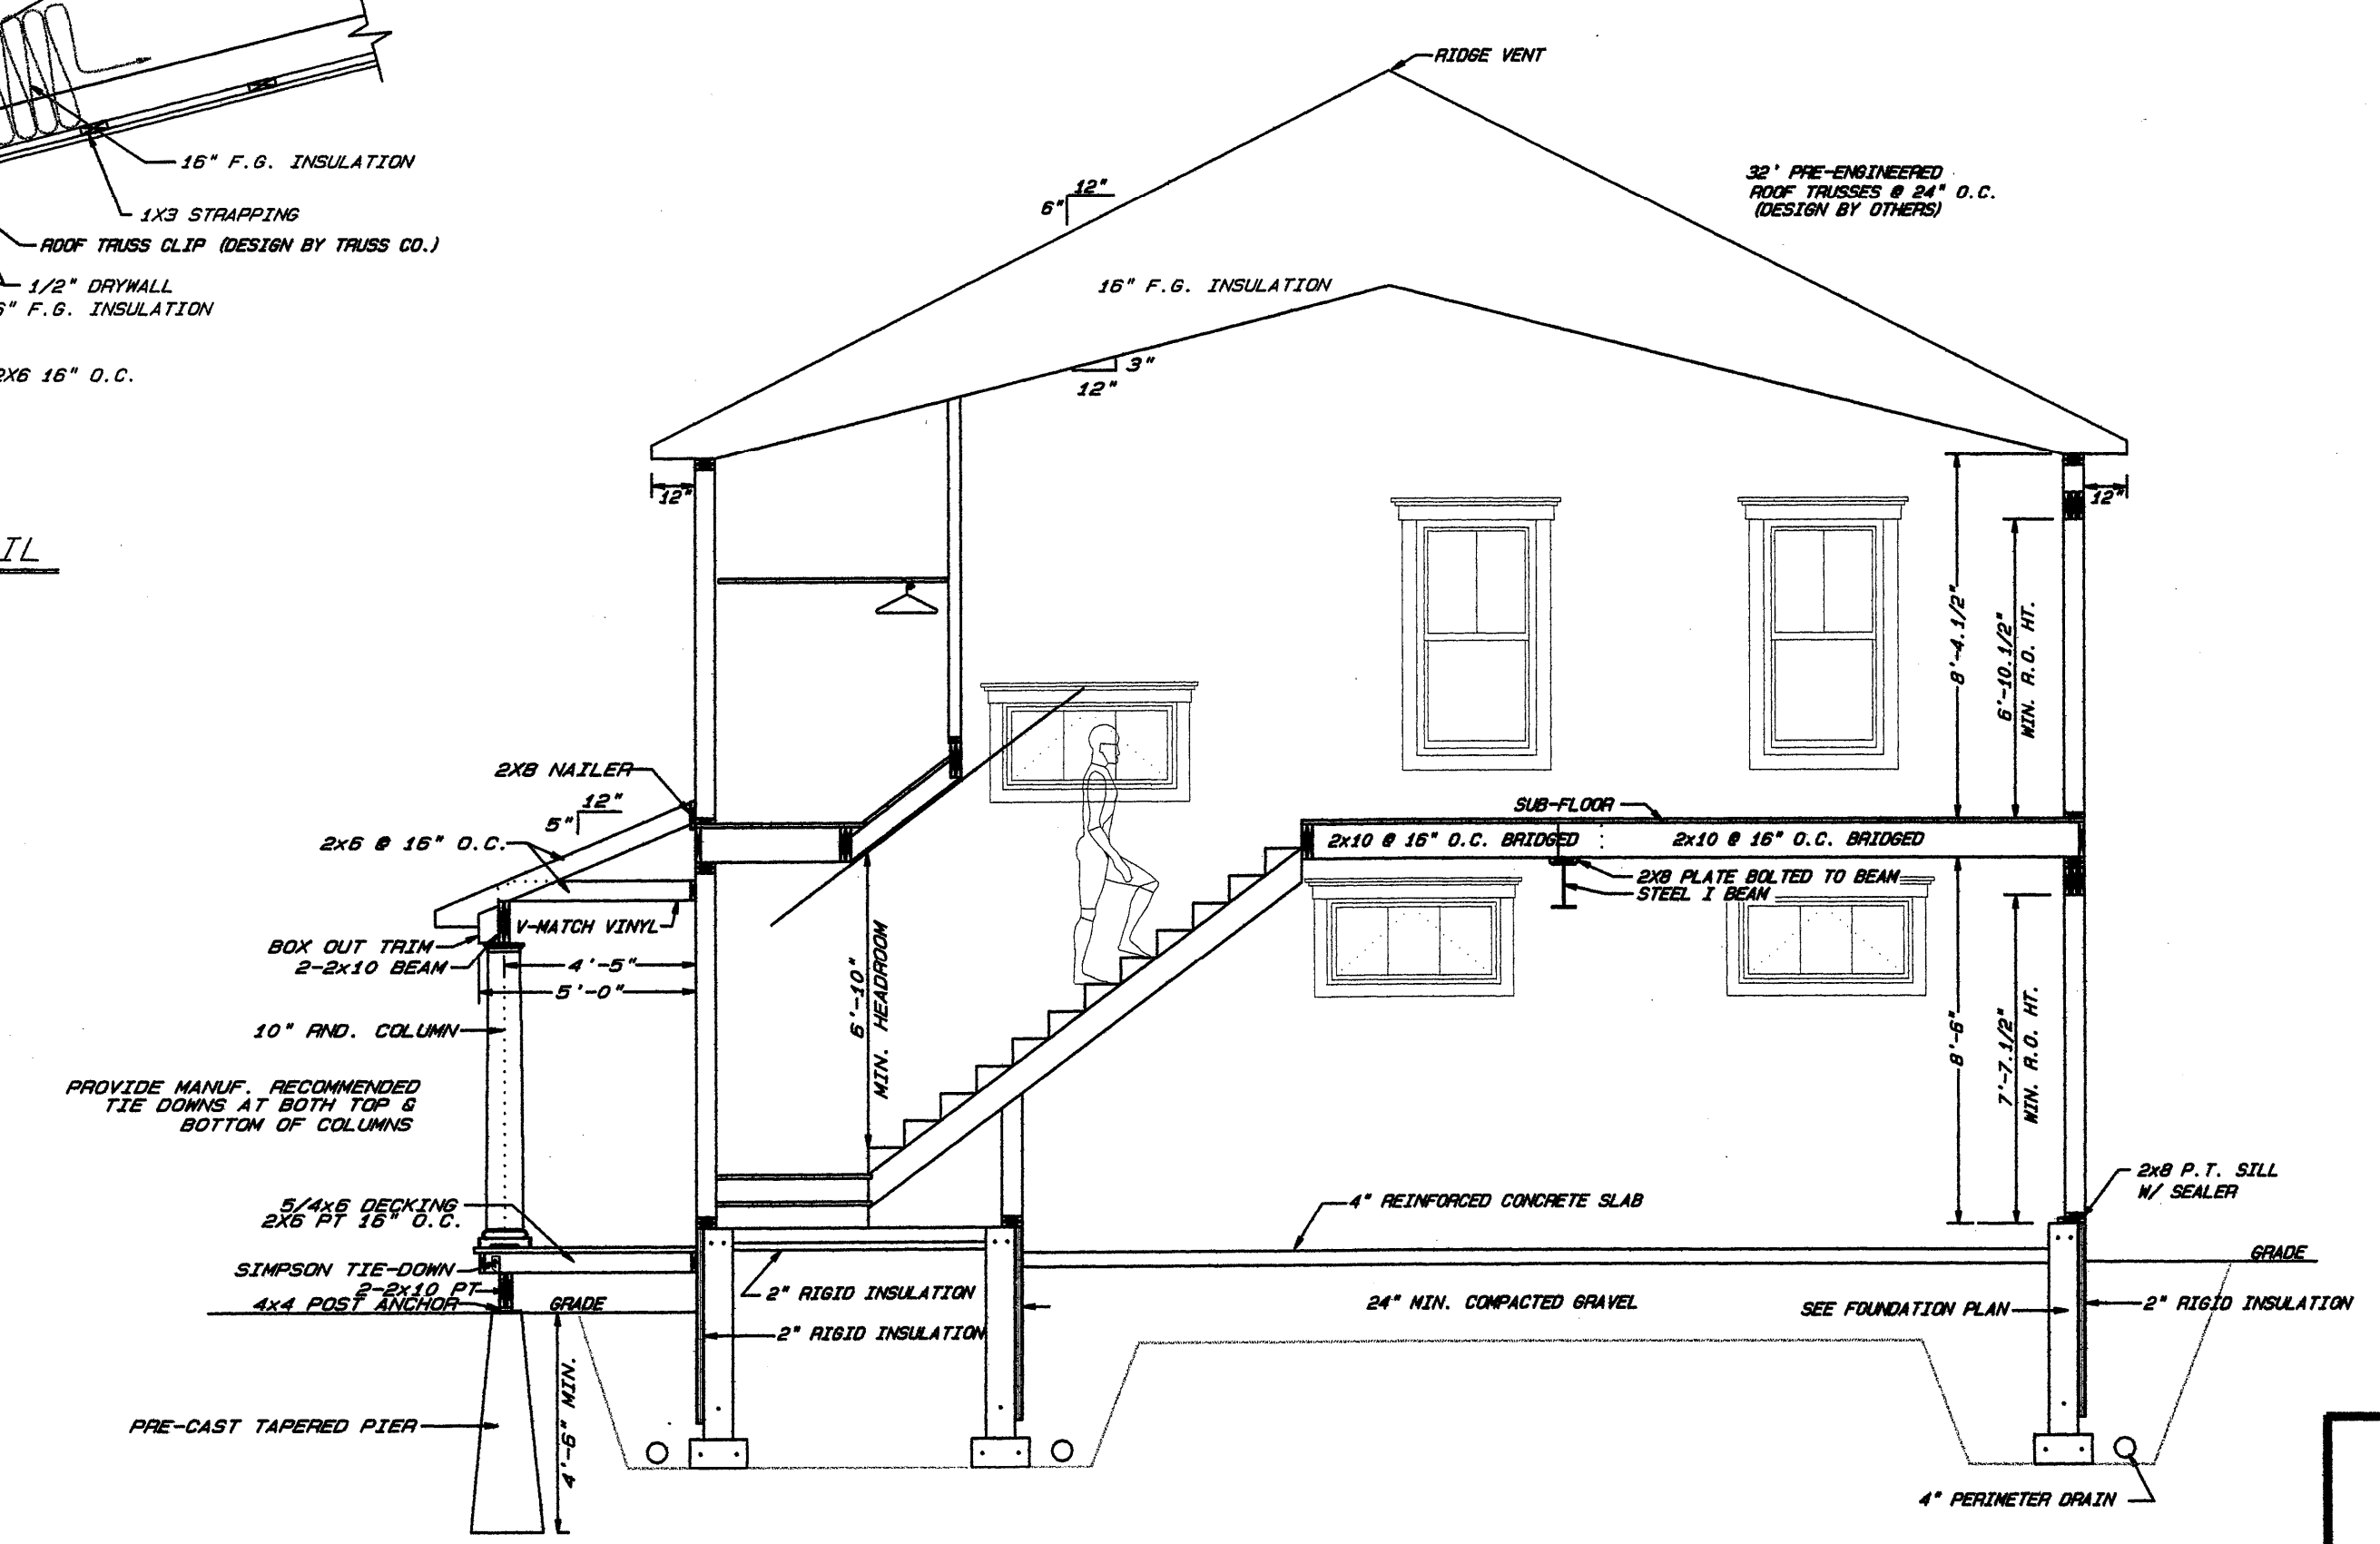 RIDGE VENT
16" F.G. INSULATION
1X3 STRAPPING
ROOF TRUSS CLIP (DESIGN BY TRUSS CO.)
1/2" DRYWALL
6" F.G. INSULATION
2X6 16" O.C.
IL
32' PRE-ENGINEERED
ROOF TRUSSES @ 24" O.C.
(DESIGN BY OTHERS)
12"
6"
16" F.G. INSULATION
3"
12"
12"
12"
8'-4.1/2"
6'-10.1/2"
WIN. R.O. HT.
2X8 NAILER
12"
5"
2x6 @ 16" O.C.
SUB-FLOOR
2x10 @ 16" O.C. BRIDGED
2x10 @ 16" O.C. BRIDGED
2X8 PLATE BOLTED TO BEAM
STEEL I BEAM
V-MATCH VINYL
BOX OUT TRIM
2-2x10 BEAM
4'-5"
5'-0"
6'-10"
MIN. HEADROOM
8'-6"
7'-7.1/2"
WIN. R.O. HT.
10" RND. COLUMN
PROVIDE MANUF. RECOMMENDED
TIE DOWNS AT BOTH TOP &
BOTTOM OF COLUMNS
2x8 P.T. SILL
W/ SEALER
5/4x6 DECKING
2X6 PT 16" O.C.
4" REINFORCED CONCRETE SLAB
GRADE
SIMPSON TIE-DOWN
2-2x10 PT
4x4 POST ANCHOR
GRADE
2" RIGID INSULATION
2" RIGID INSULATION
24" MIN. COMPACTED GRAVEL
SEE FOUNDATION PLAN
2" RIGID INSULATION
4'-6" MIN.
PRE-CAST TAPERED PIER
4" PERIMETER DRAIN